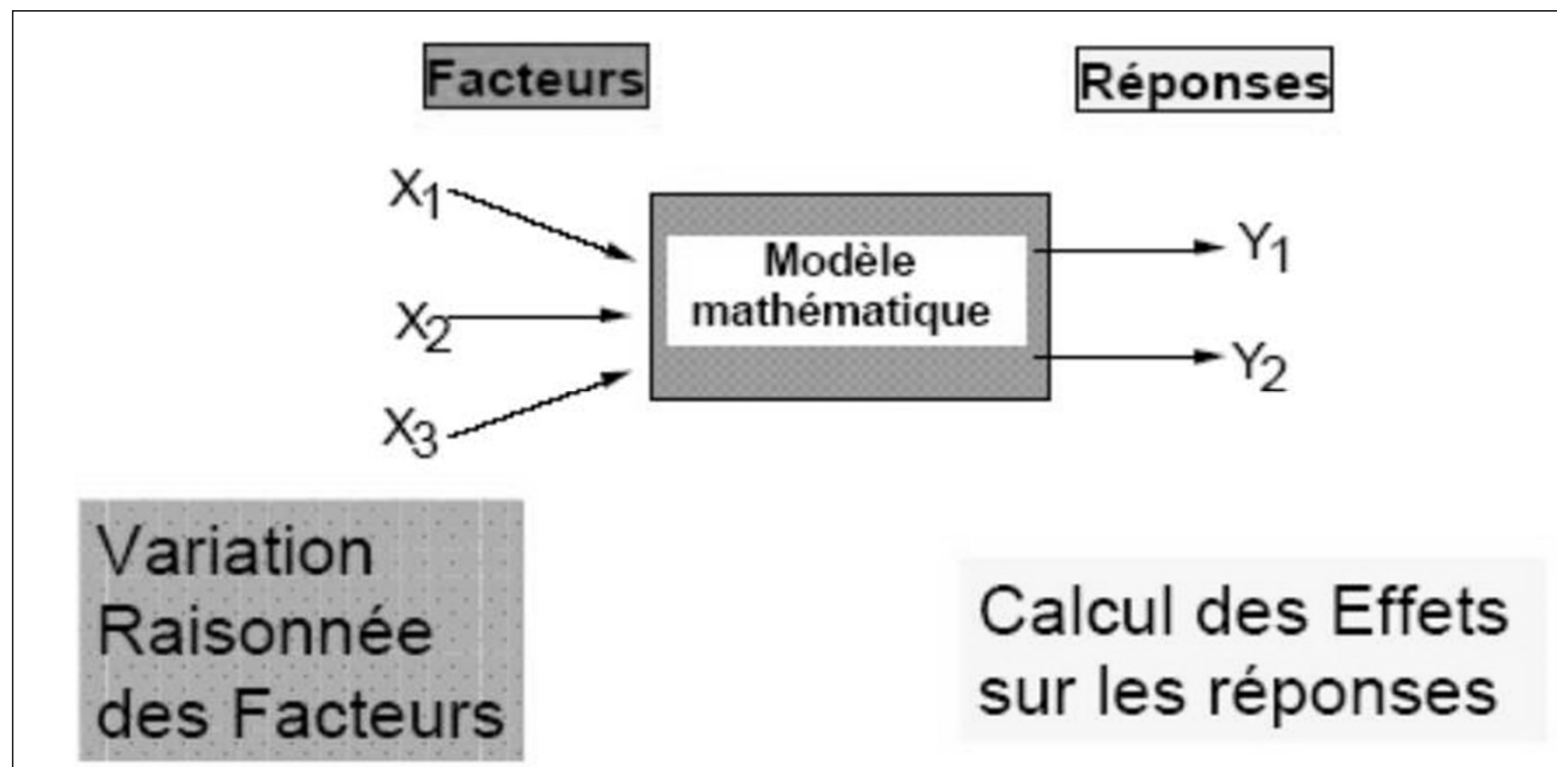 Facteurs
Réponses
X1
X2
X3
Modèle
mathématique
Y1
Y2
Variation
Raisonnée
des Facteurs
Calcul des Effets
sur les réponses